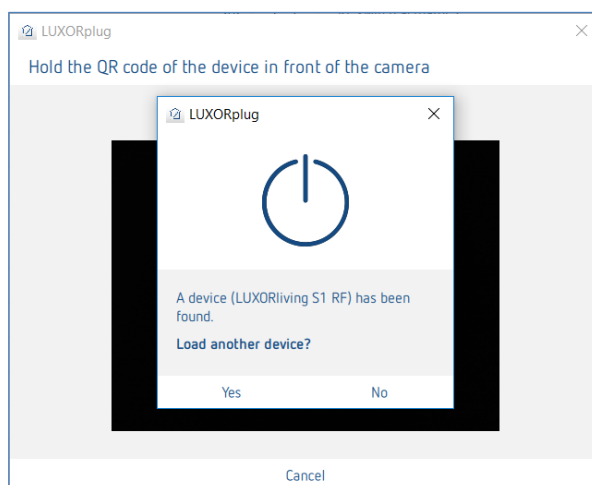 LUXORplug
Hold the QR code of the device in front of the camera
LUXORplug
A device (LUXORliving S1 RF) has been
found.
Load another device?
Yes No
Cancel